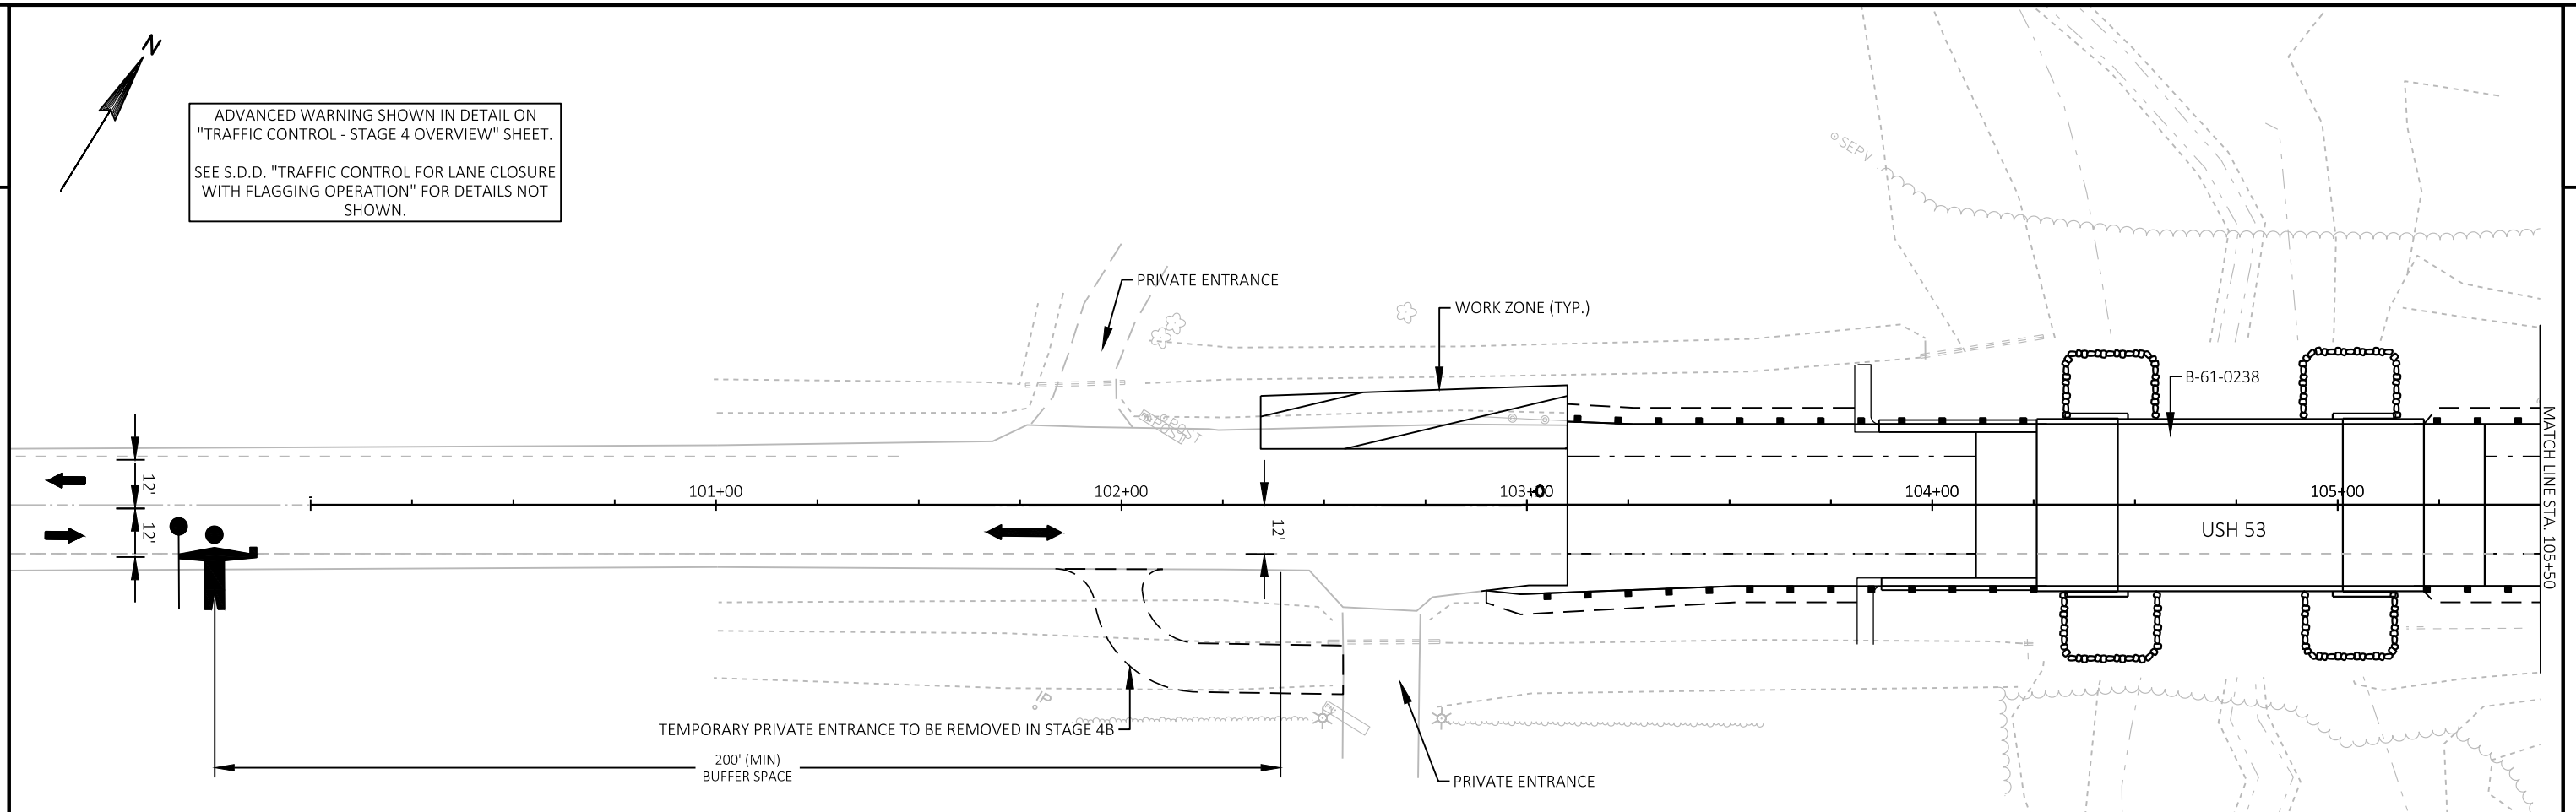 N
ADVANCED WARNING SHOWN IN DETAIL ON
"TRAFFIC CONTROL - STAGE 4 OVERVIEW" SHEET.
SEE S.D.D. "TRAFFIC CONTROL FOR LANE CLOSURE
WITH FLAGGING OPERATION" FOR DETAILS NOT
SHOWN.
SEPV
PRIVATE ENTRANCE
WORK ZONE (TYP.)
B-61-0238
POST
POST
MATCH LINE STA. 105+50
12'
12'
101+00
102+00
103+00
104+00
105+00
12'
USH 53
IP
TEMPORARY PRIVATE ENTRANCE TO BE REMOVED IN STAGE 4B
200' (MIN)
BUFFER SPACE
PRIVATE ENTRANCE